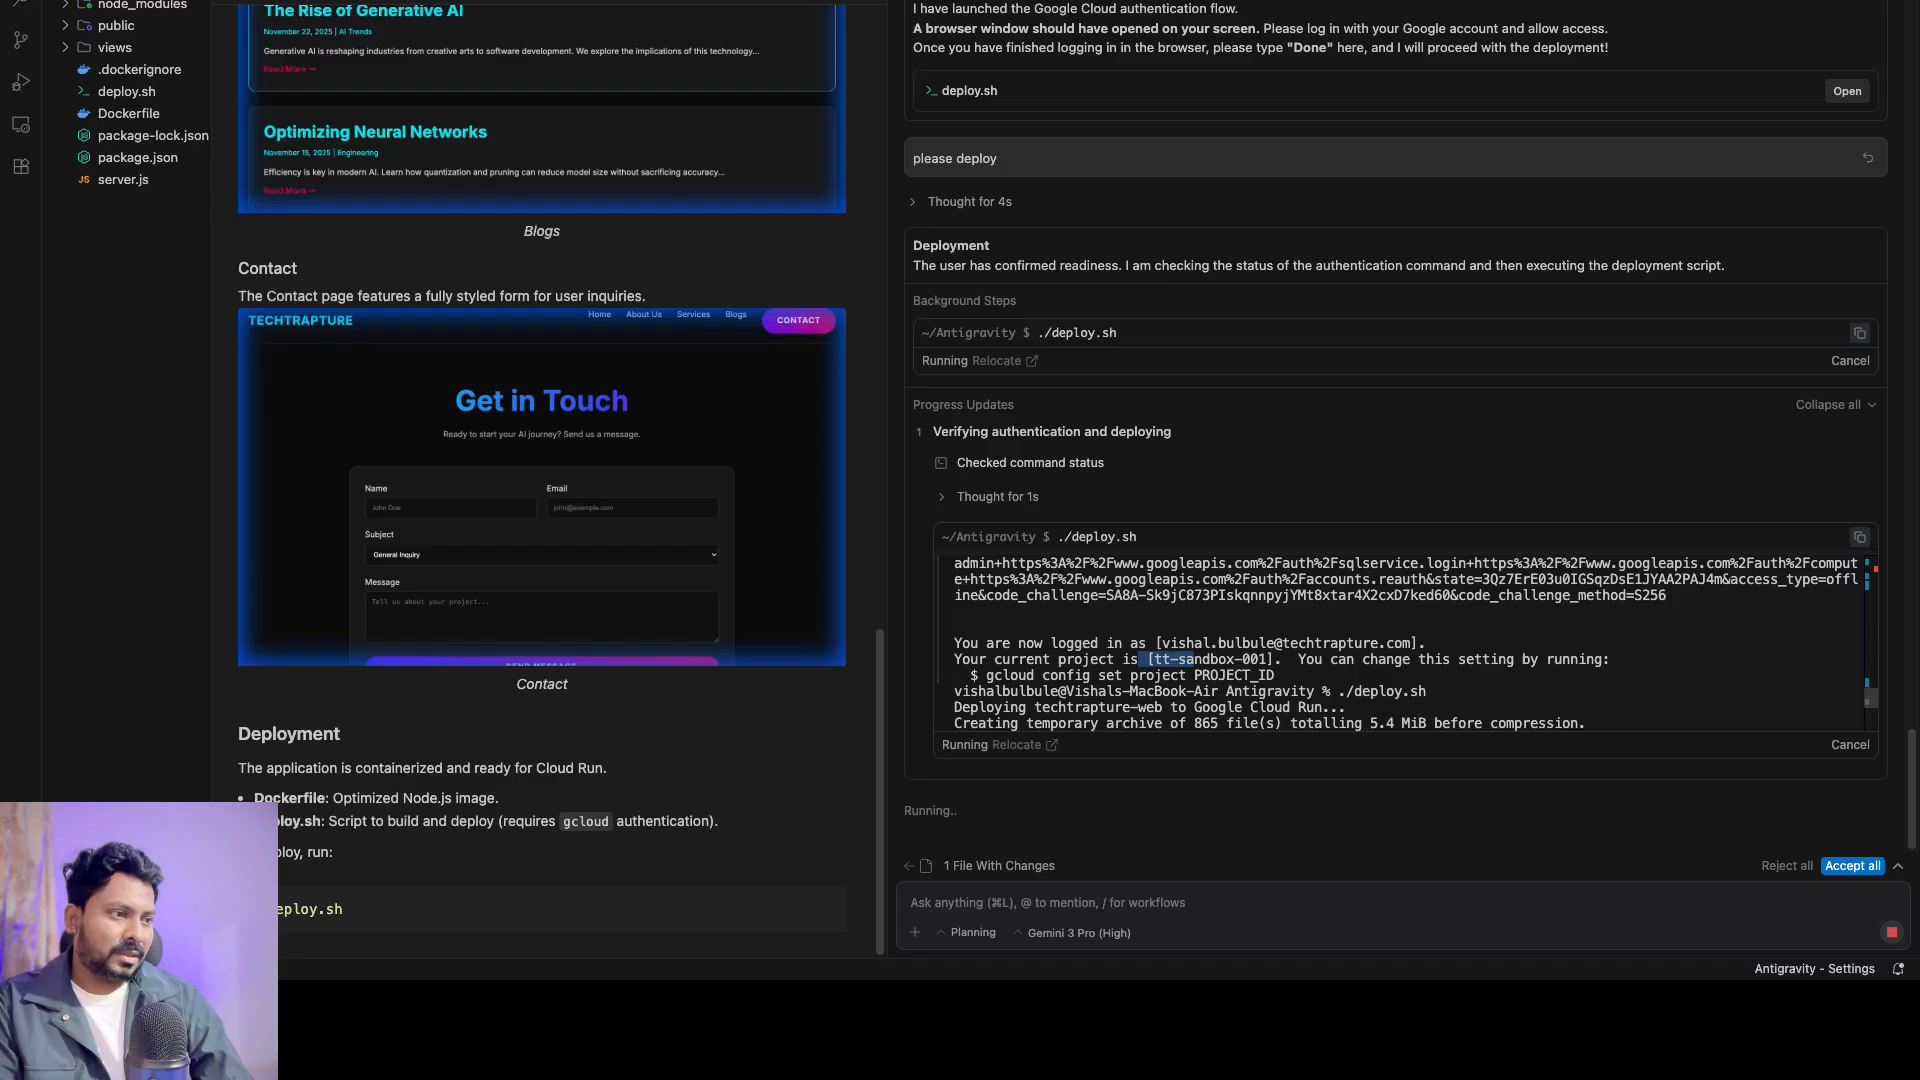 node_modules
public
views
.dockerignore
deploy.sh
Dockerfile
package-lock.json
package.json
JS server.js
The Rise of Generative AI
November 22, 2025 | AI Trends
Generative AI is reshaping industries from creative arts to software development. We explore the implications of this technology...
Read More →
Optimizing Neural Networks
November 15, 2025 | Engineering
Efficiency is key in modern AI. Learn how quantization and pruning can reduce model size without sacrificing accuracy...
Read More →
Blogs
Contact
The Contact page features a fully styled form for user inquiries.
TECHTRAPTURE
Home About Us Services Blogs CONTACT
Get in Touch
Ready to start your AI journey? Send us a message.
Name Email
John Doe john@example.com
Subject
General Inquiry
Message
Tell us about your project...
SEND MESSAGE
Contact
Deployment
The application is containerized and ready for Cloud Run.
• Dockerfile: Optimized Node.js image.
loy.sh: Script to build and deploy (requires gcloud authentication).
loy, run:
eploy.sh
I have launched the Google Cloud authentication flow.
A browser window should have opened on your screen. Please log in with your Google account and allow access.
Once you have finished logging in in the browser, please type "Done" here, and I will proceed with the deployment!
deploy.sh Open
please deploy
Thought for 4s
Deployment
The user has confirmed readiness. I am checking the status of the authentication command and then executing the deployment script.
Background Steps
~/Antigravity $ ./deploy.sh
Running Relocate Cancel
Progress Updates Collapse all
1 Verifying authentication and deploying
Checked command status
Thought for 1s
~/Antigravity $ ./deploy.sh
admin+https%3A%2F%2Fwww.googleapis.com%2Fauth%2Fsqlservice.login+https%3A%2F%2Fwww.googleapis.com%2Fauth%2Fcomput
e+https%3A%2F%2Fwww.googleapis.com%2Fauth%2Faccounts.reauth&state=3Qz7ErE03u0IGSqzDsE1JYAA2PAJ4m&access_type=offl
ine&code_challenge=SA8A-Sk9jC873PIskqnnpyjYMt8xtar4X2cxD7ked60&code_challenge_method=S256
You are now logged in as [vishal.bulbule@techtrapture.com].
Your current project is [tt-sandbox-001]. You can change this setting by running:
$ gcloud config set project PROJECT_ID
vishalbulbule@Vishals-MacBook-Air Antigravity % ./deploy.sh
Deploying techtrapture-web to Google Cloud Run...
Creating temporary archive of 865 file(s) totalling 5.4 MiB before compression.
Running Relocate Cancel
Running..
1 File With Changes Reject all Accept all
Ask anything (⌘L), @ to mention, / for workflows
Planning Gemini 3 Pro (High)
Antigravity - Settings